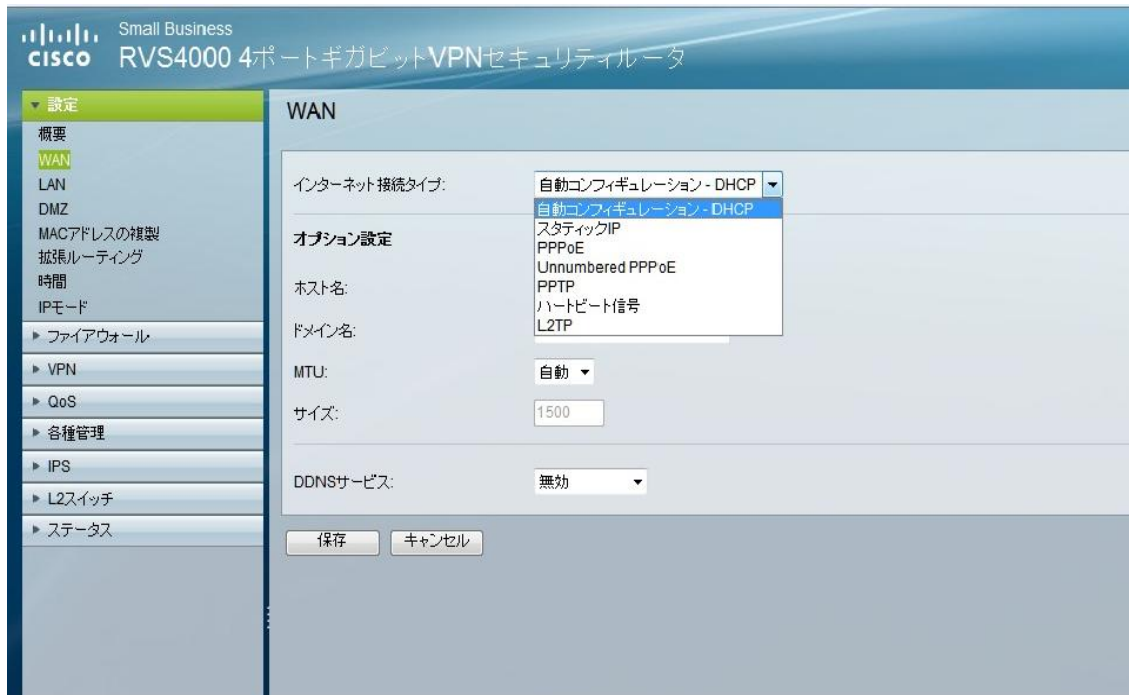 Small Business
CISCO RVS4000 4ポートギガビットVPNセキュリティルータ
設定
概要
WAN
LAN
DMZ
MACアドレスの複製
拡張ルーティング
時間
IPモード
ファイアウォール
VPN
QoS
各種管理
IPS
L2スイッチ
ステータス
WAN
インターネット接続タイプ: 自動コンフィギュレーション - DHCP
自動コンフィギュレーション - DHCP
スタティックIP
PPPoE
Unnumbered PPPoE
PPTP
ハートビート信号
L2TP
オプション設定
ホスト名:
ドメイン名:
MTU: 自動
サイズ: 1500
DDNSサービス: 無効
保存 キャンセル